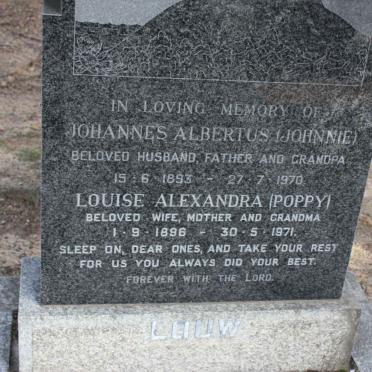 IN LOVING MEMORY OF
JOHANNES ALBERTUS (JOHNNIE)
BELOVED HUSBAND, FATHER AND GRANDPA
15·6·1893 - 27·7·1970
LOUISE ALEXANDRA (POPPY)
BELOVED WIFE, MOTHER AND GRANDMA
1·9·1896 - 30·5·1971.
SLEEP ON, DEAR ONES, AND TAKE YOUR REST
FOR US YOU ALWAYS DID YOUR BEST.
FOREVER WITH THE LORD.
LOUW